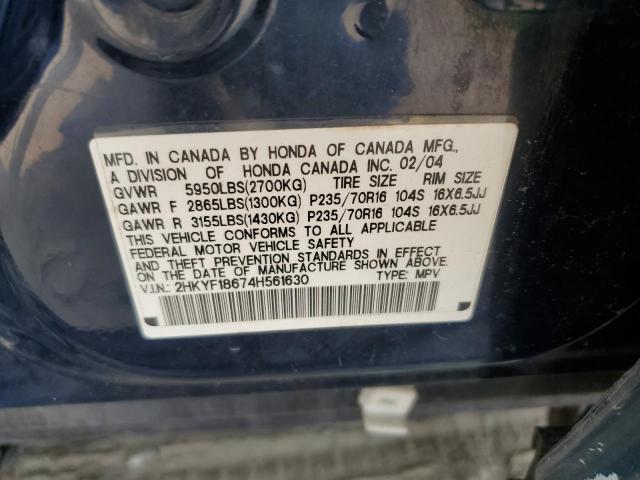 MFD. IN CANADA BY HONDA OF CANADA MFG.,
A DIVISION OF HONDA CANADA INC. 02/04
GVWR 5950LBS(2700KG) TIRE SIZE RIM SIZE
GAWR F 2865LBS(1300KG) P235/70R16 104S 16X6.5JJ
GAWR R 3155LBS(1430KG) P235/70R16 104S 16X6.5JJ
THIS VEHICLE CONFORMS TO ALL APPLICABLE
FEDERAL MOTOR VEHICLE SAFETY
AND THEFT PREVENTION STANDARDS IN EFFECT
ON THE DATE OF MANUFACTURE SHOWN ABOVE.
V.I.N.: 2HKYF18674H561630 TYPE: MPV